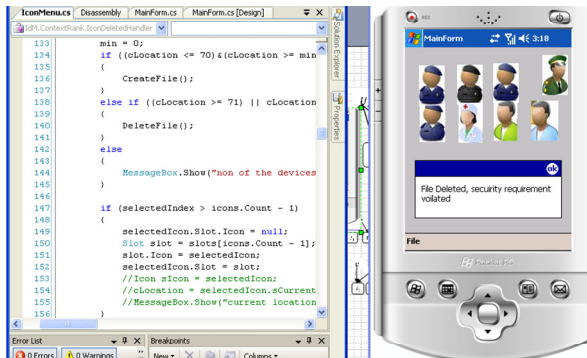 IconMenu.cs Disassembly MainForm.cs MainForm.cs [Design]
IdM.ContextRank.IconDeletedHandler
133 min = 0;
134 if ((cLocation <= 70)&(cLocation >= min
135 {
136 CreateFile();
137 }
138 else if ((cLocation >= 71) || cLocation
139 {
140 DeleteFile();
141 }
142 else
143 {
144 MessageBox.Show("non of the devices
145 }
146
147 if (selectedIndex > icons.Count - 1)
148 {
149 selectedIcon.Slot.Icon = null;
150 Slot slot = slots[icons.Count - 1];
151 slot.Icon = selectedIcon;
152 selectedIcon.Slot = slot;
153 //Icon sIcon = selectedIcon;
154 //cLocation = selectedIcon.sCurrent
155 //MessageBox.Show("current location
156 }
Error List
Breakpoints
0 Errors 0 Warnings
New
Columns
Solution Explorer
Properties
MainForm 3:18
ok
File Deleted, secuirity requirement
voilated
File